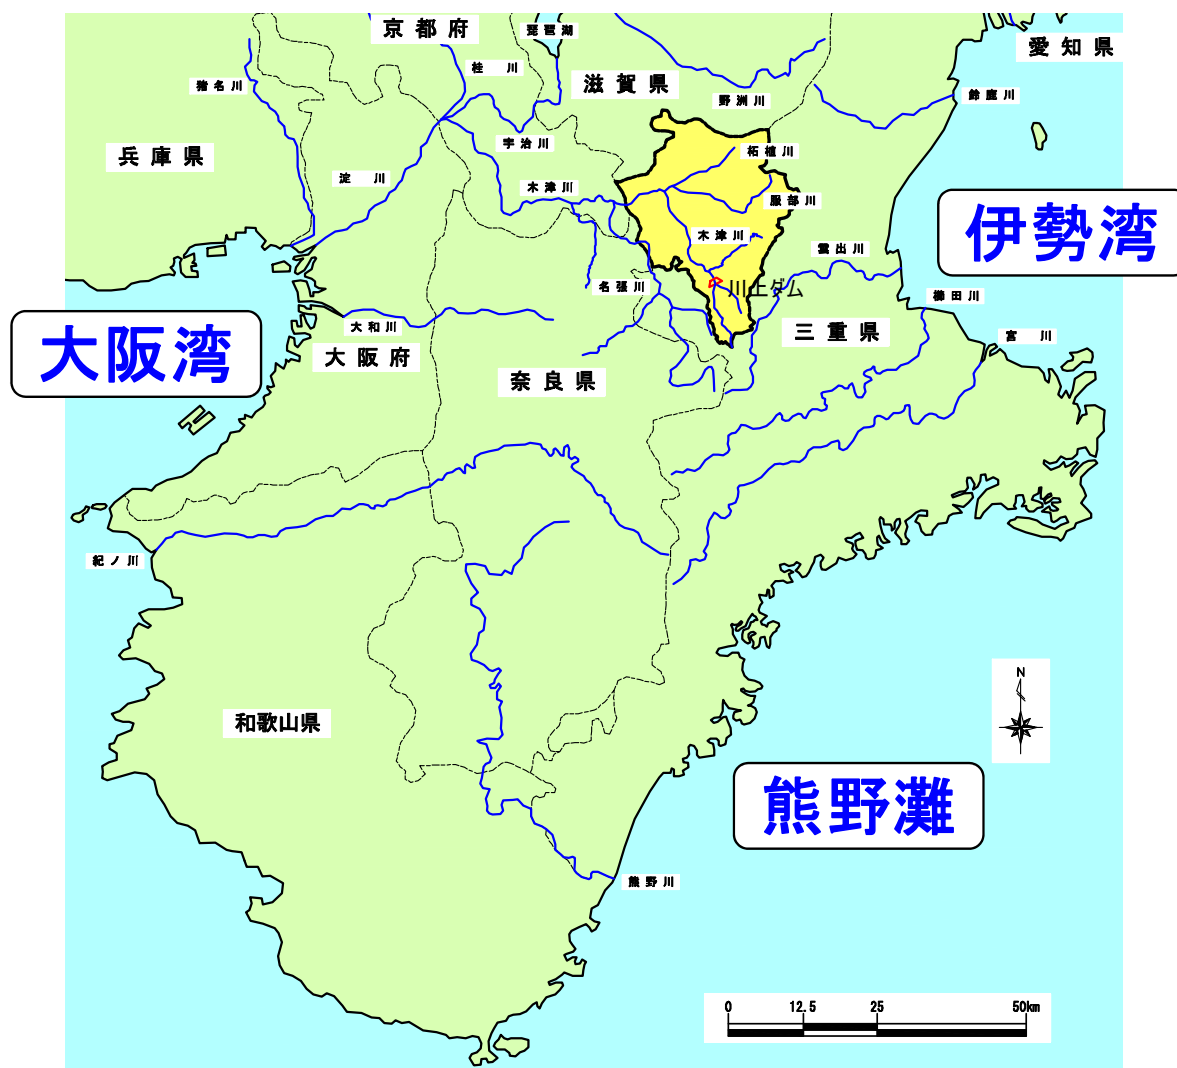 京都府
琵琶湖
愛知県
桂川
滋賀県
猪名川
野洲川
鈴鹿川
宇治川
兵庫県
柘植川
淀川
木津川
服部川
伊勢湾
木津川
雲出川
名張川
川上ダム
櫛田川
大和川
三重県
宮川
大阪湾
大阪府
奈良県
紀ノ川
N
和歌山県
熊野灘
熊野川
0 12.5 25 50km